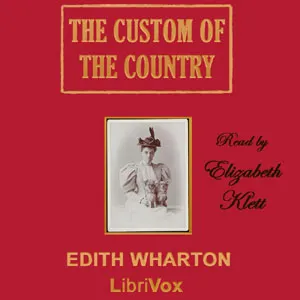 THE CUSTOM OF
THE COUNTRY
Read by
Elizabeth
Klett
EDITH WHARTON
LibriVox